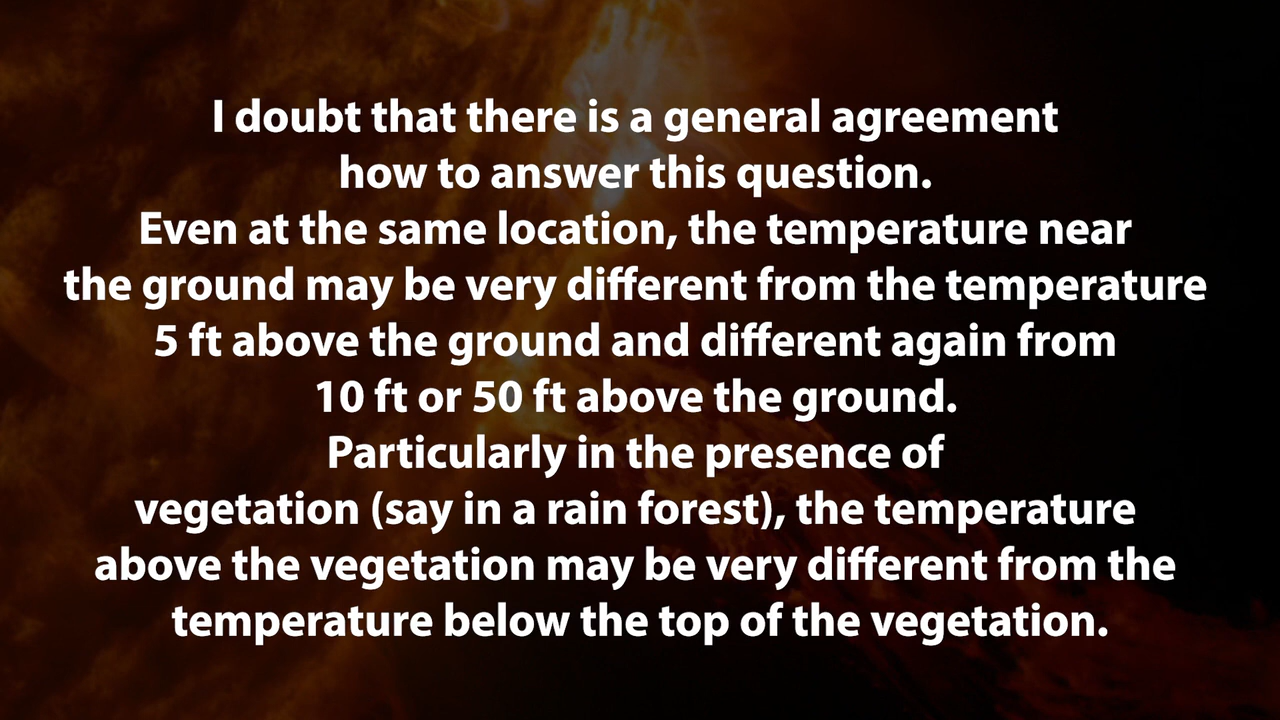 I doubt that there is a general agreement
how to answer this question.
Even at the same location, the temperature near
the ground may be very different from the temperature
5 ft above the ground and different again from
10 ft or 50 ft above the ground.
Particularly in the presence of
vegetation (say in a rain forest), the temperature
above the vegetation may be very different from the
temperature below the top of the vegetation.